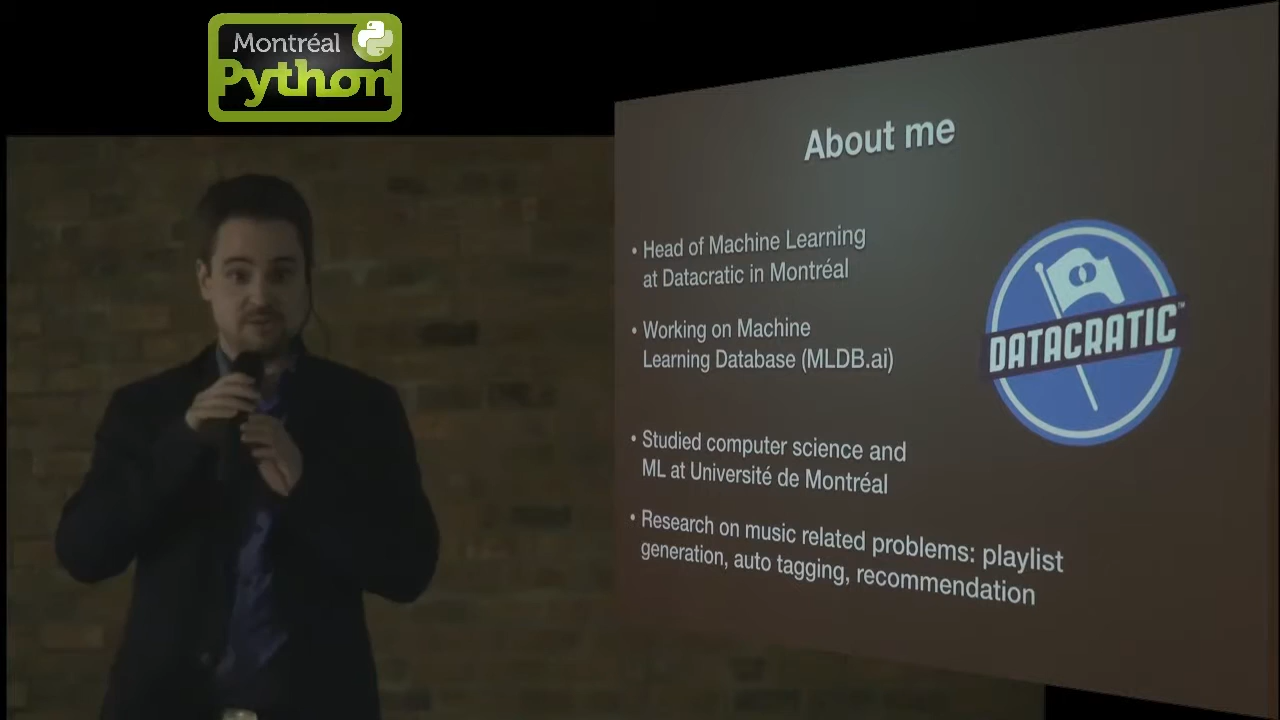 Montréal
Python
About me
• Head of Machine Learning
at Datacratic in Montréal
• Working on Machine
Learning Database (MLDB.ai)
• Studied computer science and
ML at Université de Montréal
• Research on music related problems: playlist
generation, auto tagging, recommendation
DATACRATIC™